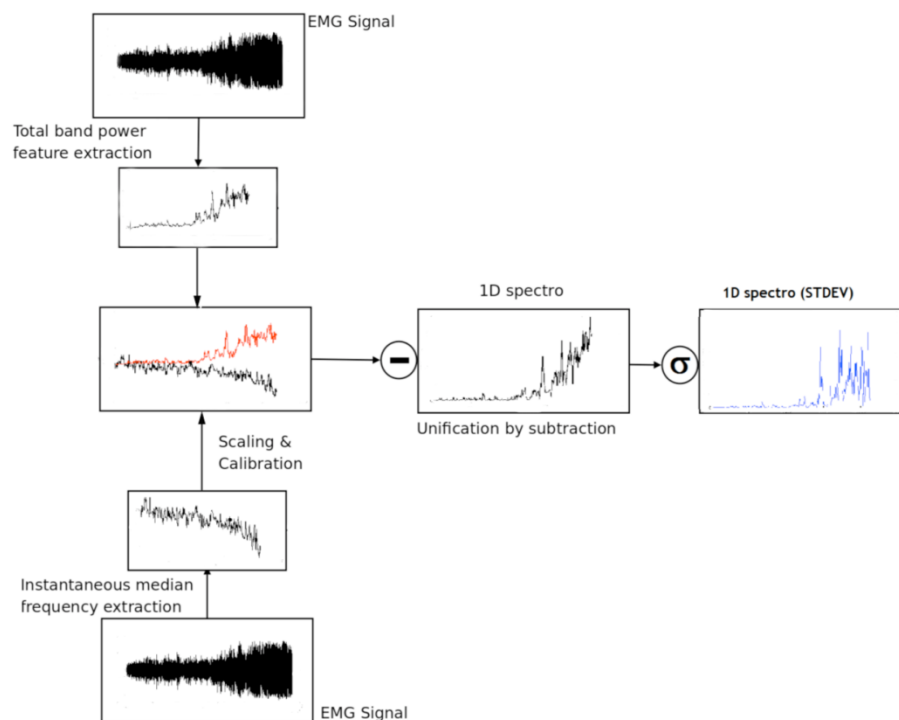 EMG Signal
Total band power
feature extraction
1D spectro
1D spectro (STDEV)
−
σ
Unification by subtraction
Scaling &
Calibration
Instantaneous median
frequency extraction
EMG Signal